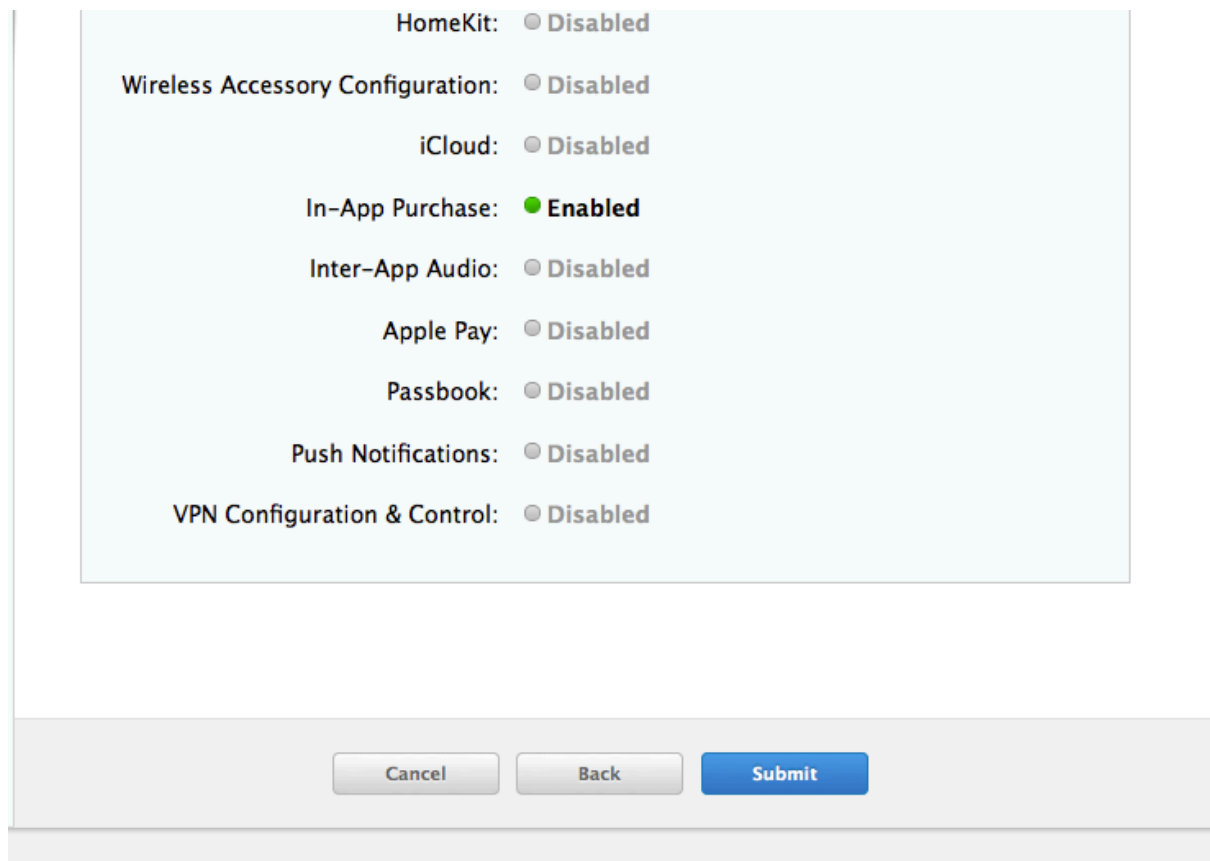 HomeKit: Disabled
Wireless Accessory Configuration: Disabled
iCloud: Disabled
In-App Purchase: Enabled
Inter-App Audio: Disabled
Apple Pay: Disabled
Passbook: Disabled
Push Notifications: Disabled
VPN Configuration & Control: Disabled
Cancel Back Submit